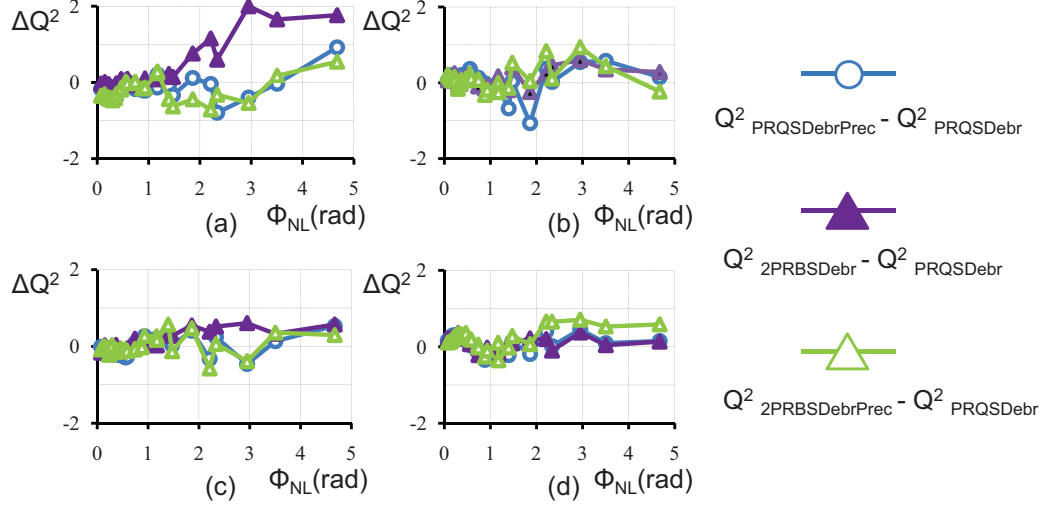 ΔQ²
2
0
-2
0 1 2 3 4 5
(a)
Φ_NL(rad)
ΔQ²
2
0
-2
0 1 2 3 4 5
(b)
Φ_NL(rad)
ΔQ²
2
0
-2
0 1 2 3 4 5
(c)
Φ_NL(rad)
ΔQ²
2
0
-2
0 1 2 3 4 5
(d)
Φ_NL(rad)
Q² PRQSDebrPrec - Q² PRQSDebr
Q² 2PRBSDebr - Q² PRQSDebr
Q² 2PRBSDebrPrec - Q² PRQSDebr